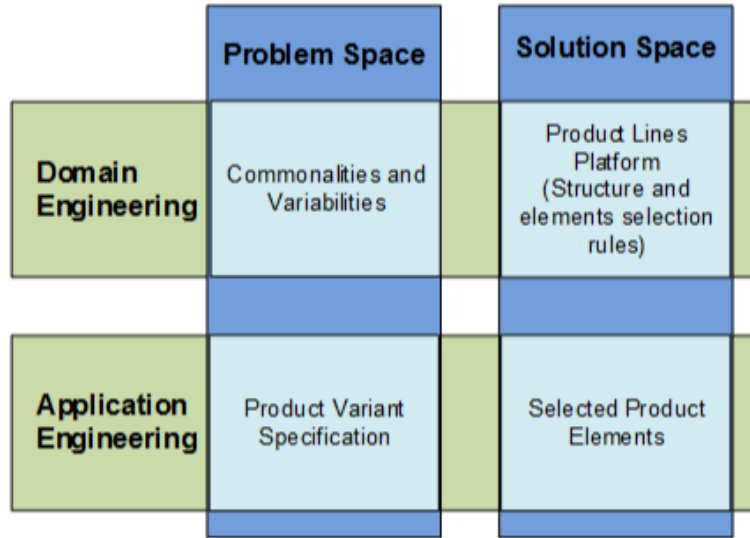 Problem Space
Solution Space
Domain
Engineering
Commonalities and
Variabilities
Product Lines
Platform
(Structure and
elements selection
rules)
Application
Engineering
Product Variant
Specification
Selected Product
Elements